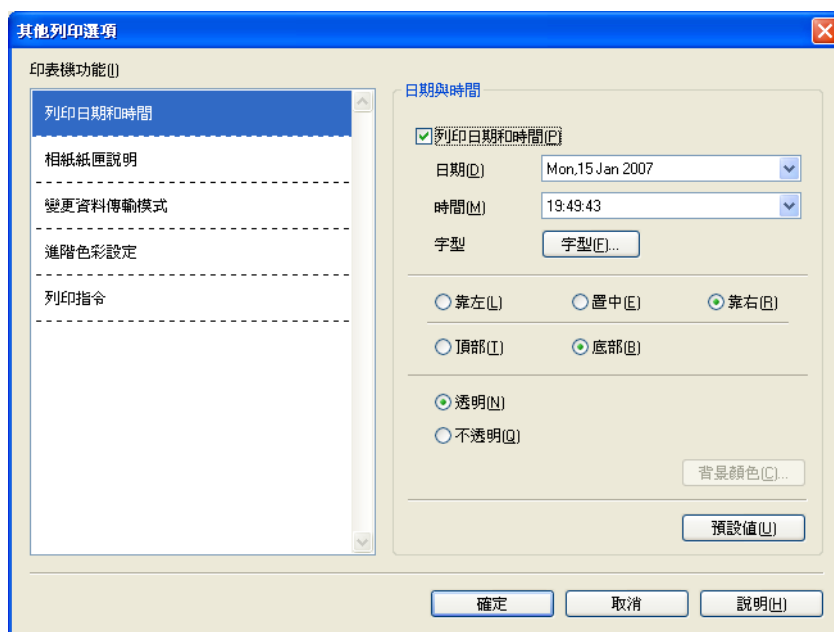 其他列印選項
印表機功能(I)
列印日期和時間
相紙紙匣說明
變更資料傳輸模式
進階色彩設定
列印指令
日期與時間
列印日期和時間(P)
日期(D) Mon,15 Jan 2007
時間(M) 19:49:43
字型 字型(F)...
靠左(L) 置中(E) 靠右(R)
頂部(T) 底部(B)
透明(N)
不透明(Q)
背景顏色(C)...
預設值(U)
確定 取消 說明(H)